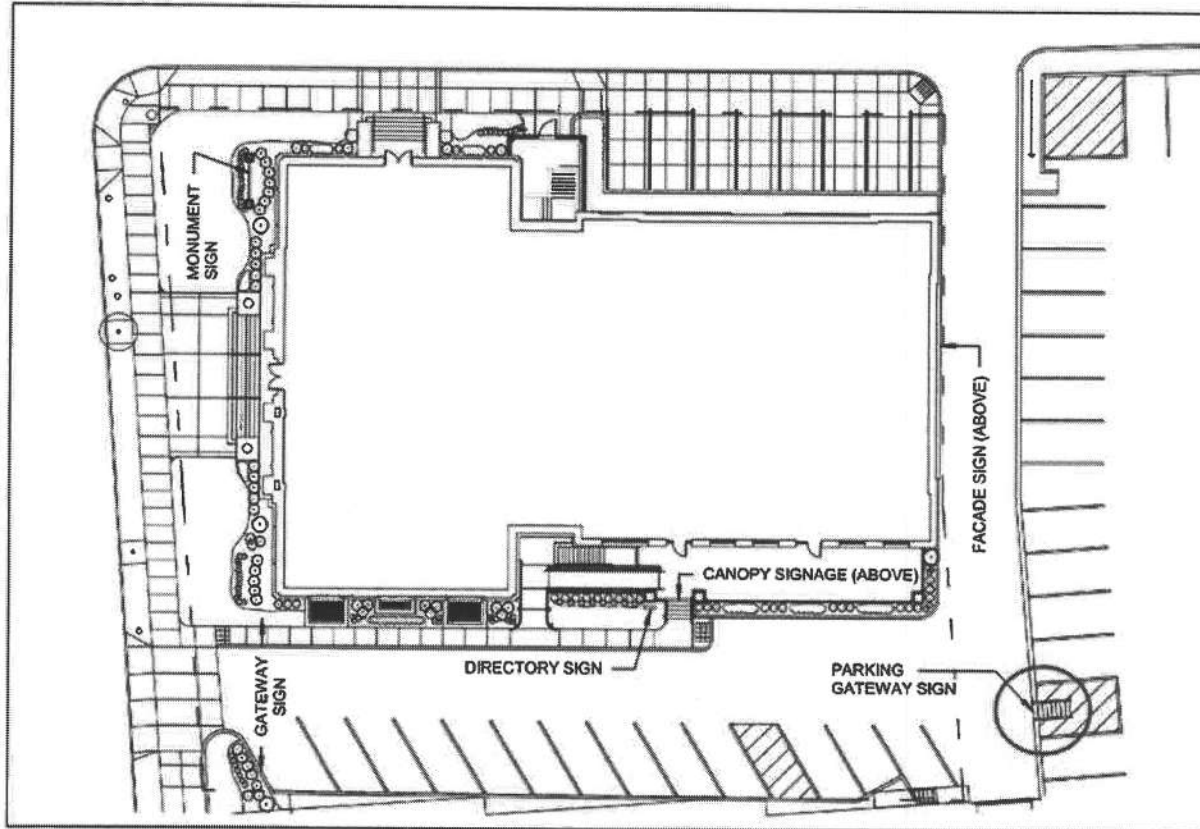 MONUMENT
SIGN
FACADE SIGN (ABOVE)
CANOPY SIGNAGE (ABOVE)
DIRECTORY SIGN
GATEWAY
SIGN
PARKING
GATEWAY SIGN